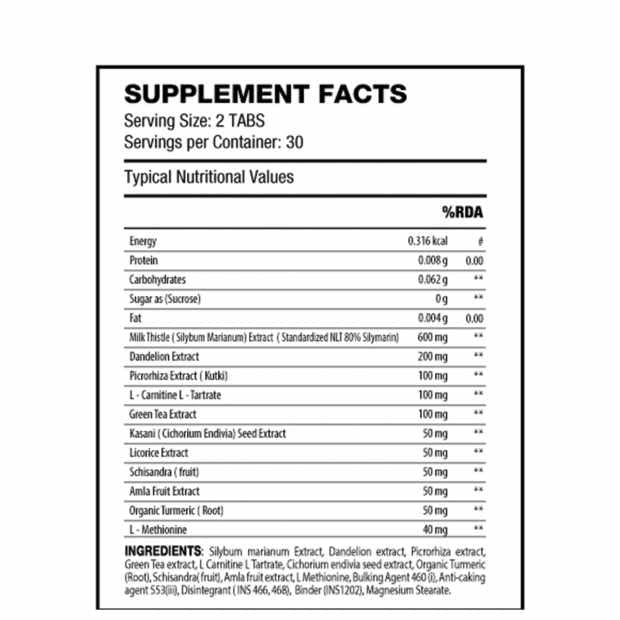 SUPPLEMENT FACTS
Serving Size: 2 TABS
Servings per Container: 30
Typical Nutritional Values
%RDA
Energy 0.316 kcal #
Protein 0.008 g 0.00
Carbohydrates 0.062 g **
Sugar as (Sucrose) 0 g **
Fat 0.004 g 0.00
Milk Thistle ( Silybum Marianum) Extract ( Standardized NLT 80% Silymarin) 600 mg **
Dandelion Extract 200 mg **
Picrorhiza Extract ( Kutki) 100 mg **
L - Carnitine L - Tartrate 100 mg **
Green Tea Extract 100 mg **
Kasani ( Cichorium Endivia) Seed Extract 50 mg **
Licorice Extract 50 mg **
Schisandra ( fruit) 50 mg **
Amla Fruit Extract 50 mg **
Organic Turmeric ( Root) 50 mg **
L - Methionine 40 mg **
INGREDIENTS: Silybum marianum Extract, Dandelion extract, Picrorhiza extract,
Green Tea extract, L Carnitine L Tartrate, Cichorium endivia seed extract, Organic Turmeric
(Root), Schisandra( fruit), Amla fruit extract, L Methionine, Bulking Agent 460 (i), Anti-caking
agent 553(iii), Disintegrant ( INS 466, 468), Binder (INS1202), Magnesium Stearate.